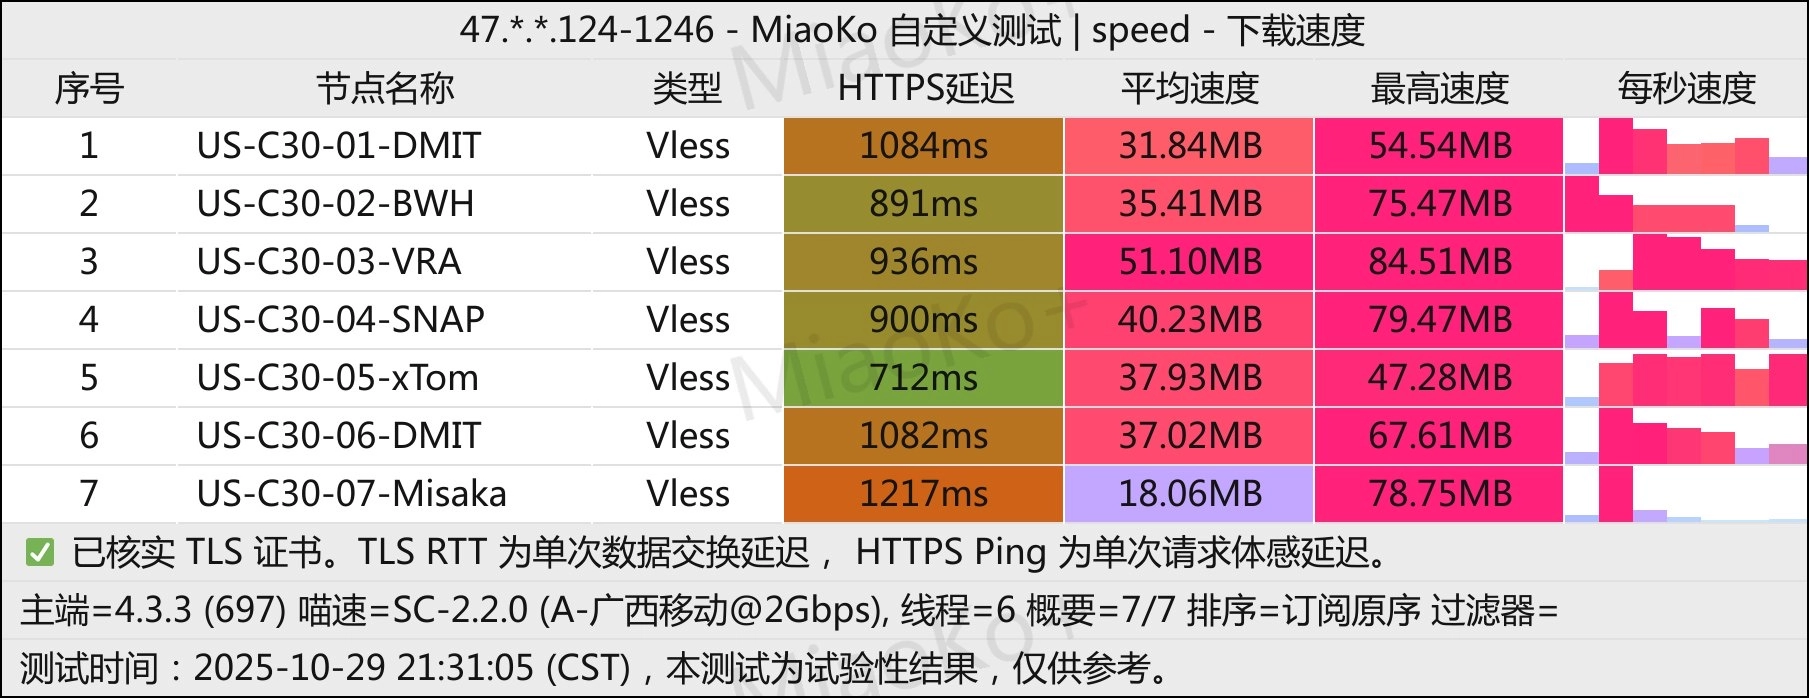 47.*.*.124-1246 - MiaoKo 自定义测试 | speed - 下载速度
序号 节点名称 类型 HTTPS延迟 平均速度 最高速度 每秒速度
1 US-C30-01-DMIT Vless 1084ms 31.84MB 54.54MB
2 US-C30-02-BWH Vless 891ms 35.41MB 75.47MB
3 US-C30-03-VRA Vless 936ms 51.10MB 84.51MB
4 US-C30-04-SNAP Vless 900ms 40.23MB 79.47MB
5 US-C30-05-xTom Vless 712ms 37.93MB 47.28MB
6 US-C30-06-DMIT Vless 1082ms 37.02MB 67.61MB
7 US-C30-07-Misaka Vless 1217ms 18.06MB 78.75MB
✅ 已核实 TLS 证书。TLS RTT 为单次数据交换延迟，HTTPS Ping 为单次请求体感延迟。
主端=4.3.3 (697) 喵速=SC-2.2.0 (A-广西移动@2Gbps), 线程=6 概要=7/7 排序=订阅原序 过滤器=
测试时间：2025-10-29 21:31:05 (CST)，本测试为试验性结果，仅供参考。
MiaoKo+
MiaoKo+
MiaoKo+